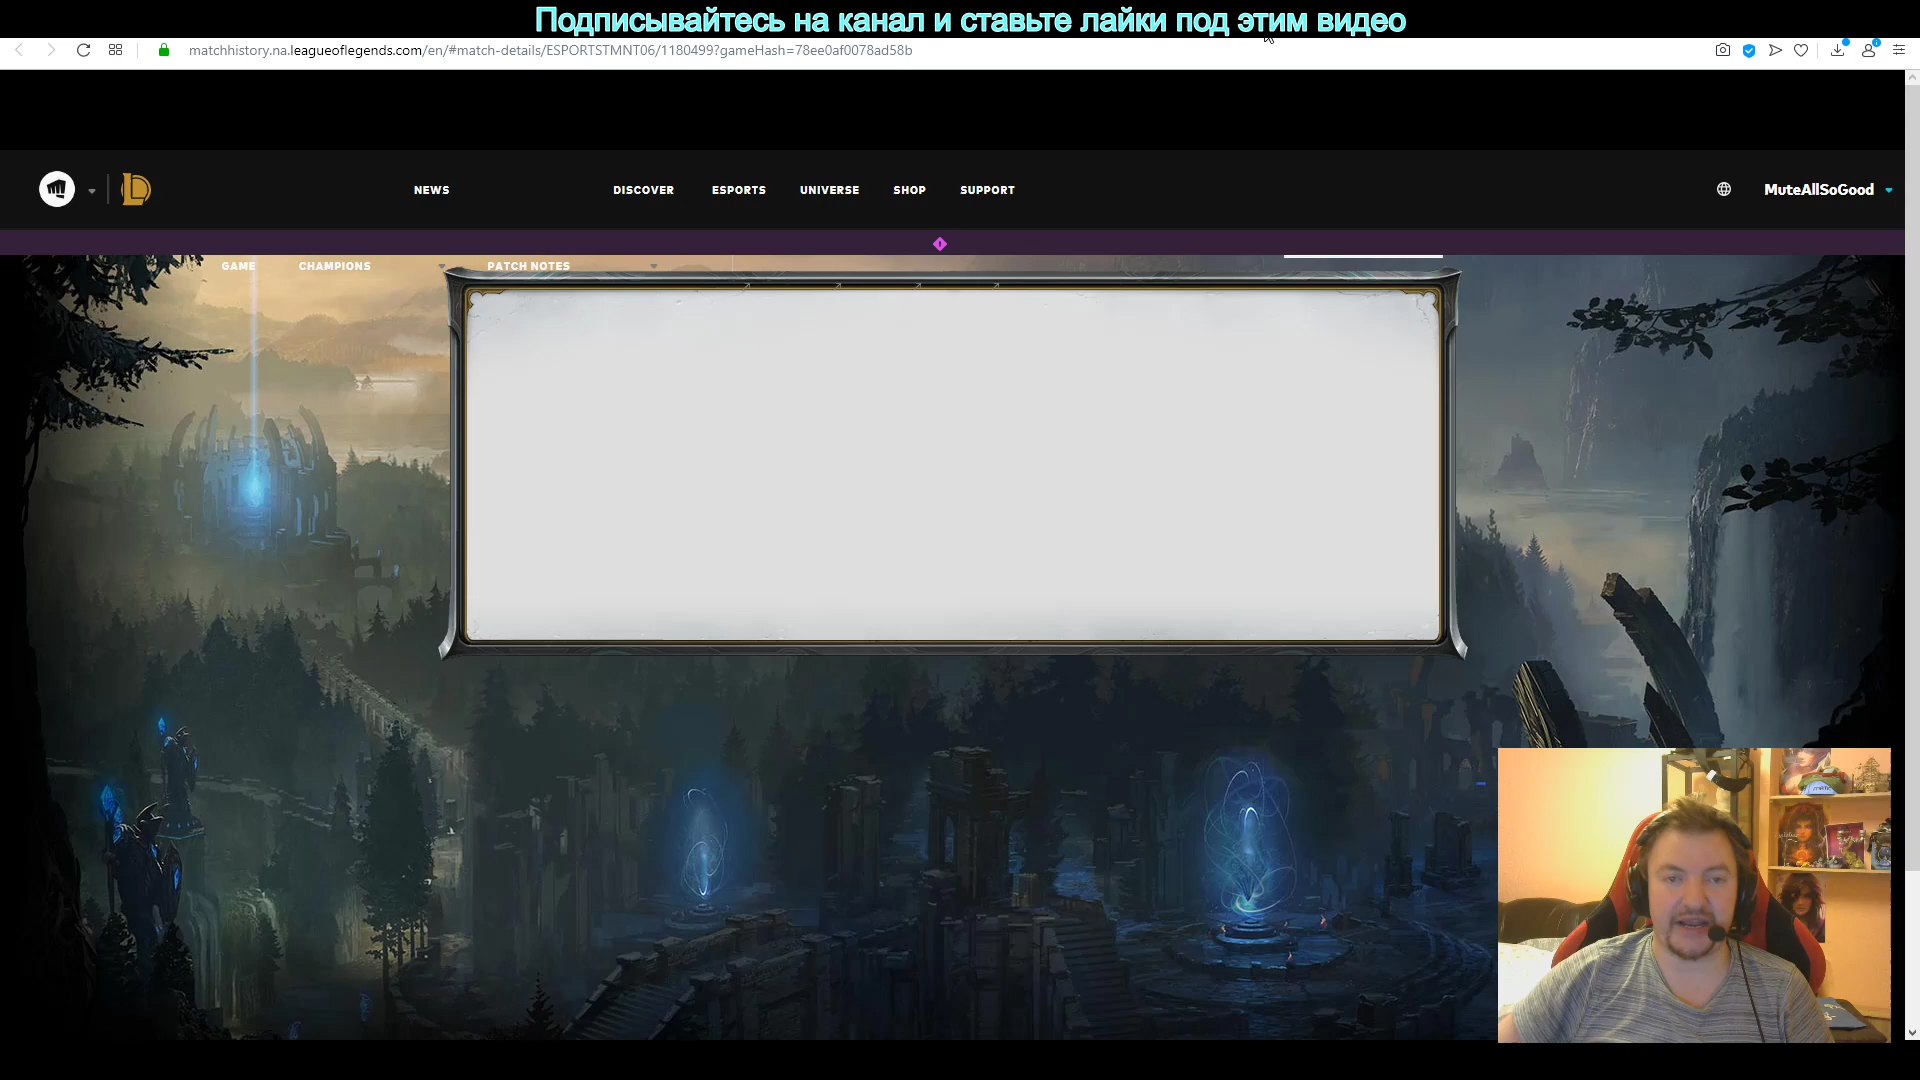 Подписывайтесь на канал и ставьте лайки под этим видео
matchhistory.na.leagueoflegends.com/en/#match-details/ESPORTSTMNT06/1180499?gameHash=78ee0af0078ad58b
NEWS DISCOVER ESPORTS UNIVERSE SHOP SUPPORT MuteAllSoGood
GAME CHAMPIONS PATCH NOTES